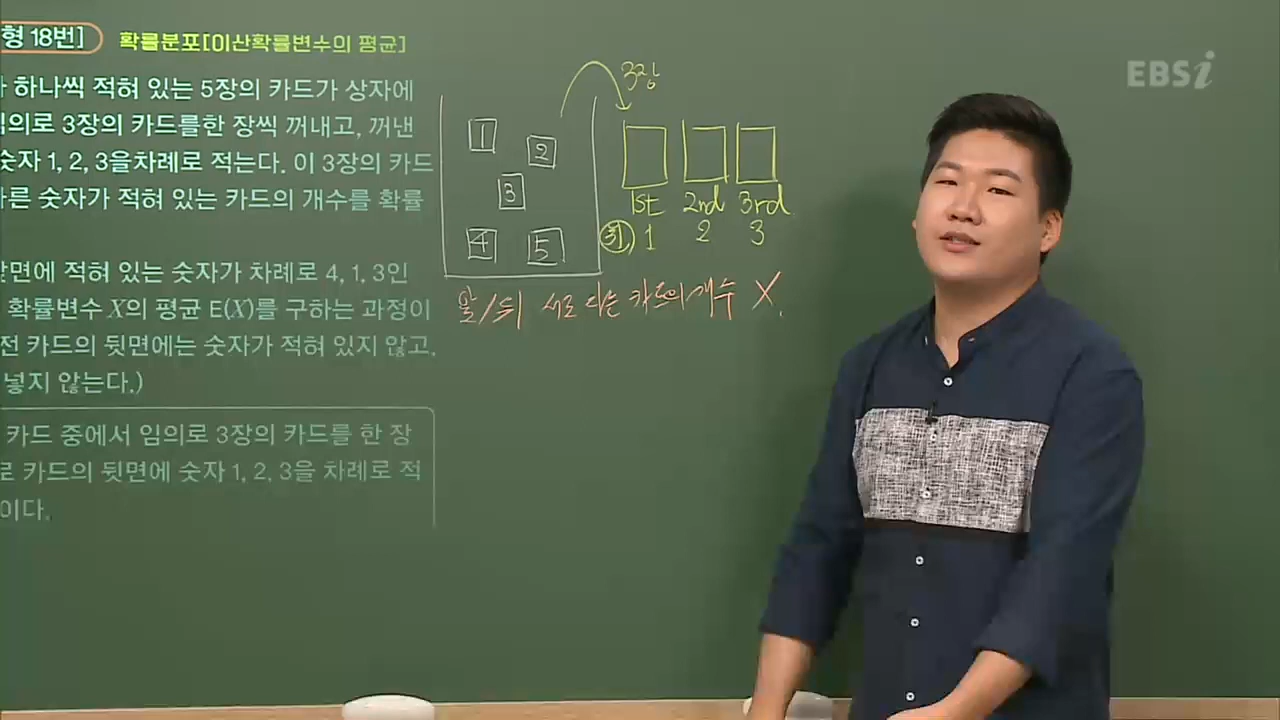 형 18번]
확률분포[이산확률변수의 평균]
하나씩 적혀 있는 5장의 카드가 상자에
임의로 3장의 카드를한 장씩 꺼내고, 꺼낸
숫자 1, 2, 3을차례로 적는다. 이 3장의 카드
다른 숫자가 적혀 있는 카드의 개수를 확률
앞면에 적혀 있는 숫자가 차례로 4, 1, 3인
확률변수 X의 평균 E(X)를 구하는 과정이
전 카드의 뒷면에는 숫자가 적혀 있지 않고,
넣지 않는다.)
카드 중에서 임의로 3장의 카드를 한 장
로 카드의 뒷면에 숫자 1, 2, 3을 차례로 적
이다.
1
2
3
4
5
3장
1st 2nd 3rd
뒤) 1 2 3
앞/뒤 서로 다른 카드의 개수 X.
EBSi